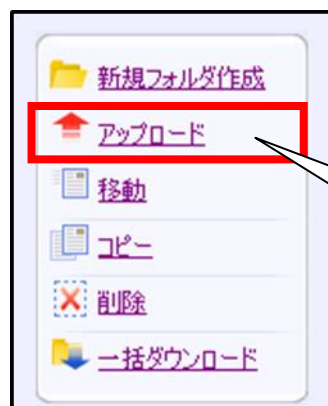 新規フォルダ作成
アップロード
移動
コピー
削除
一括ダウンロード